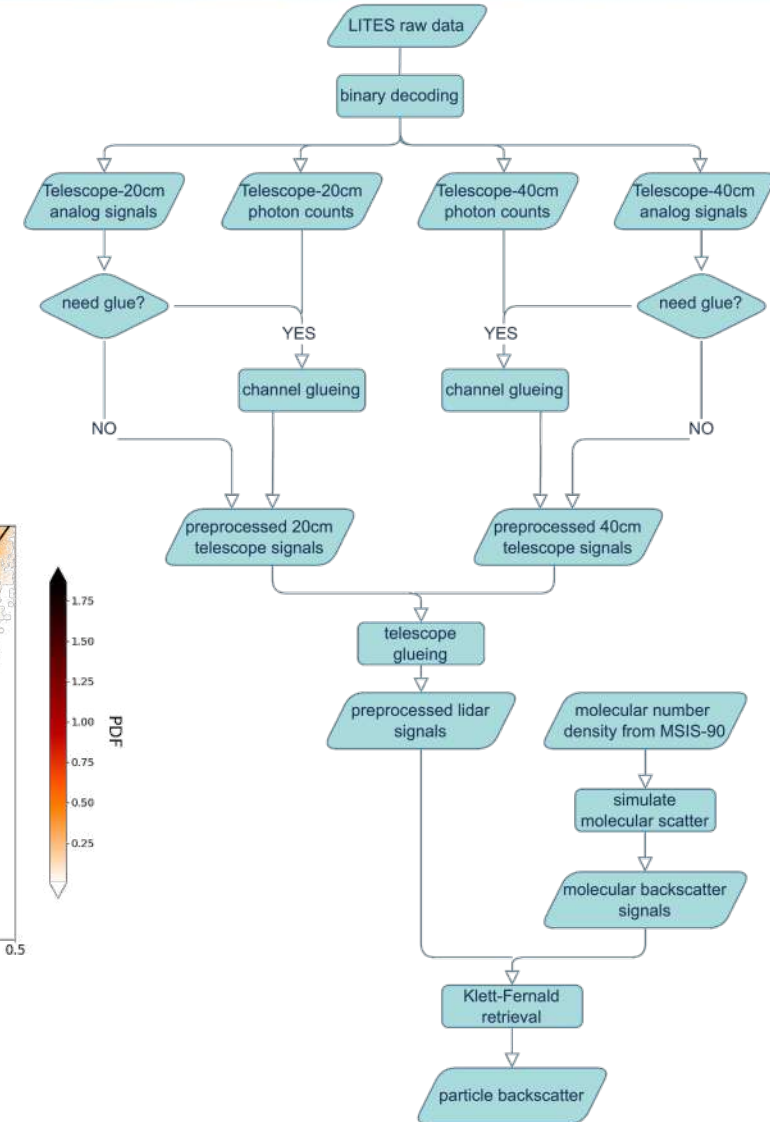 LITES raw data
binary decoding
Telescope-20cm
analog signals
Telescope-20cm
photon counts
Telescope-40cm
photon counts
Telescope-40cm
analog signals
need glue?
need glue?
YES
YES
channel glueing
channel glueing
NO
NO
preprocessed 20cm
telescope signals
preprocessed 40cm
telescope signals
1.75
1.50
1.25
1.00
0.75
0.50
0.25
PDF
0.5
telescope
glueing
preprocessed lidar
signals
molecular number
density from MSIS-90
simulate
molecular scatter
molecular backscatter
signals
Klett-Fernald
retrieval
particle backscatter